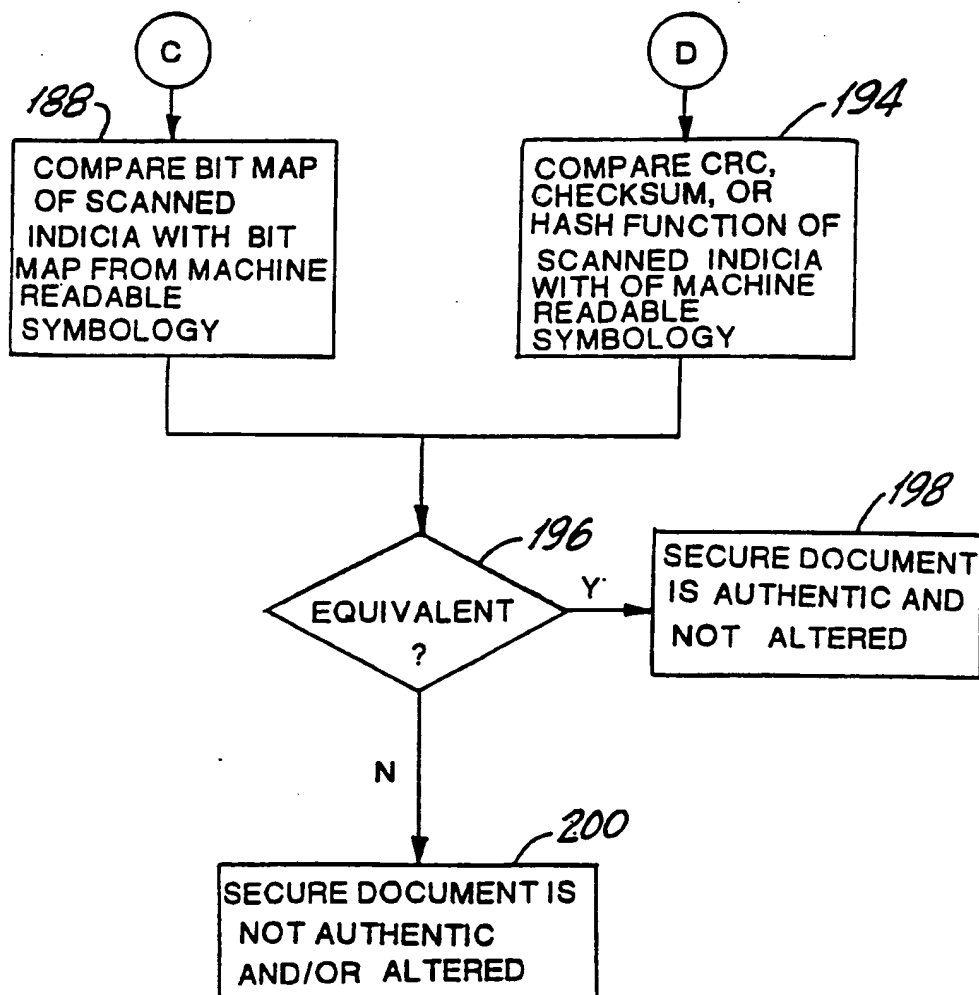 C
D
188
194
COMPARE BIT MAP
OF SCANNED
INDICIA WITH BIT
MAP FROM MACHINE
READABLE
SYMBOLOGY
COMPARE CRC,
CHECKSUM, OR
HASH FUNCTION OF
SCANNED INDICIA
WITH OF MACHINE
READABLE
SYMBOLOGY
196
EQUIVALENT
?
Y
198
SECURE DOCUMENT
IS AUTHENTIC AND
NOT ALTERED
N
200
SECURE DOCUMENT IS
NOT AUTHENTIC
AND/OR ALTERED